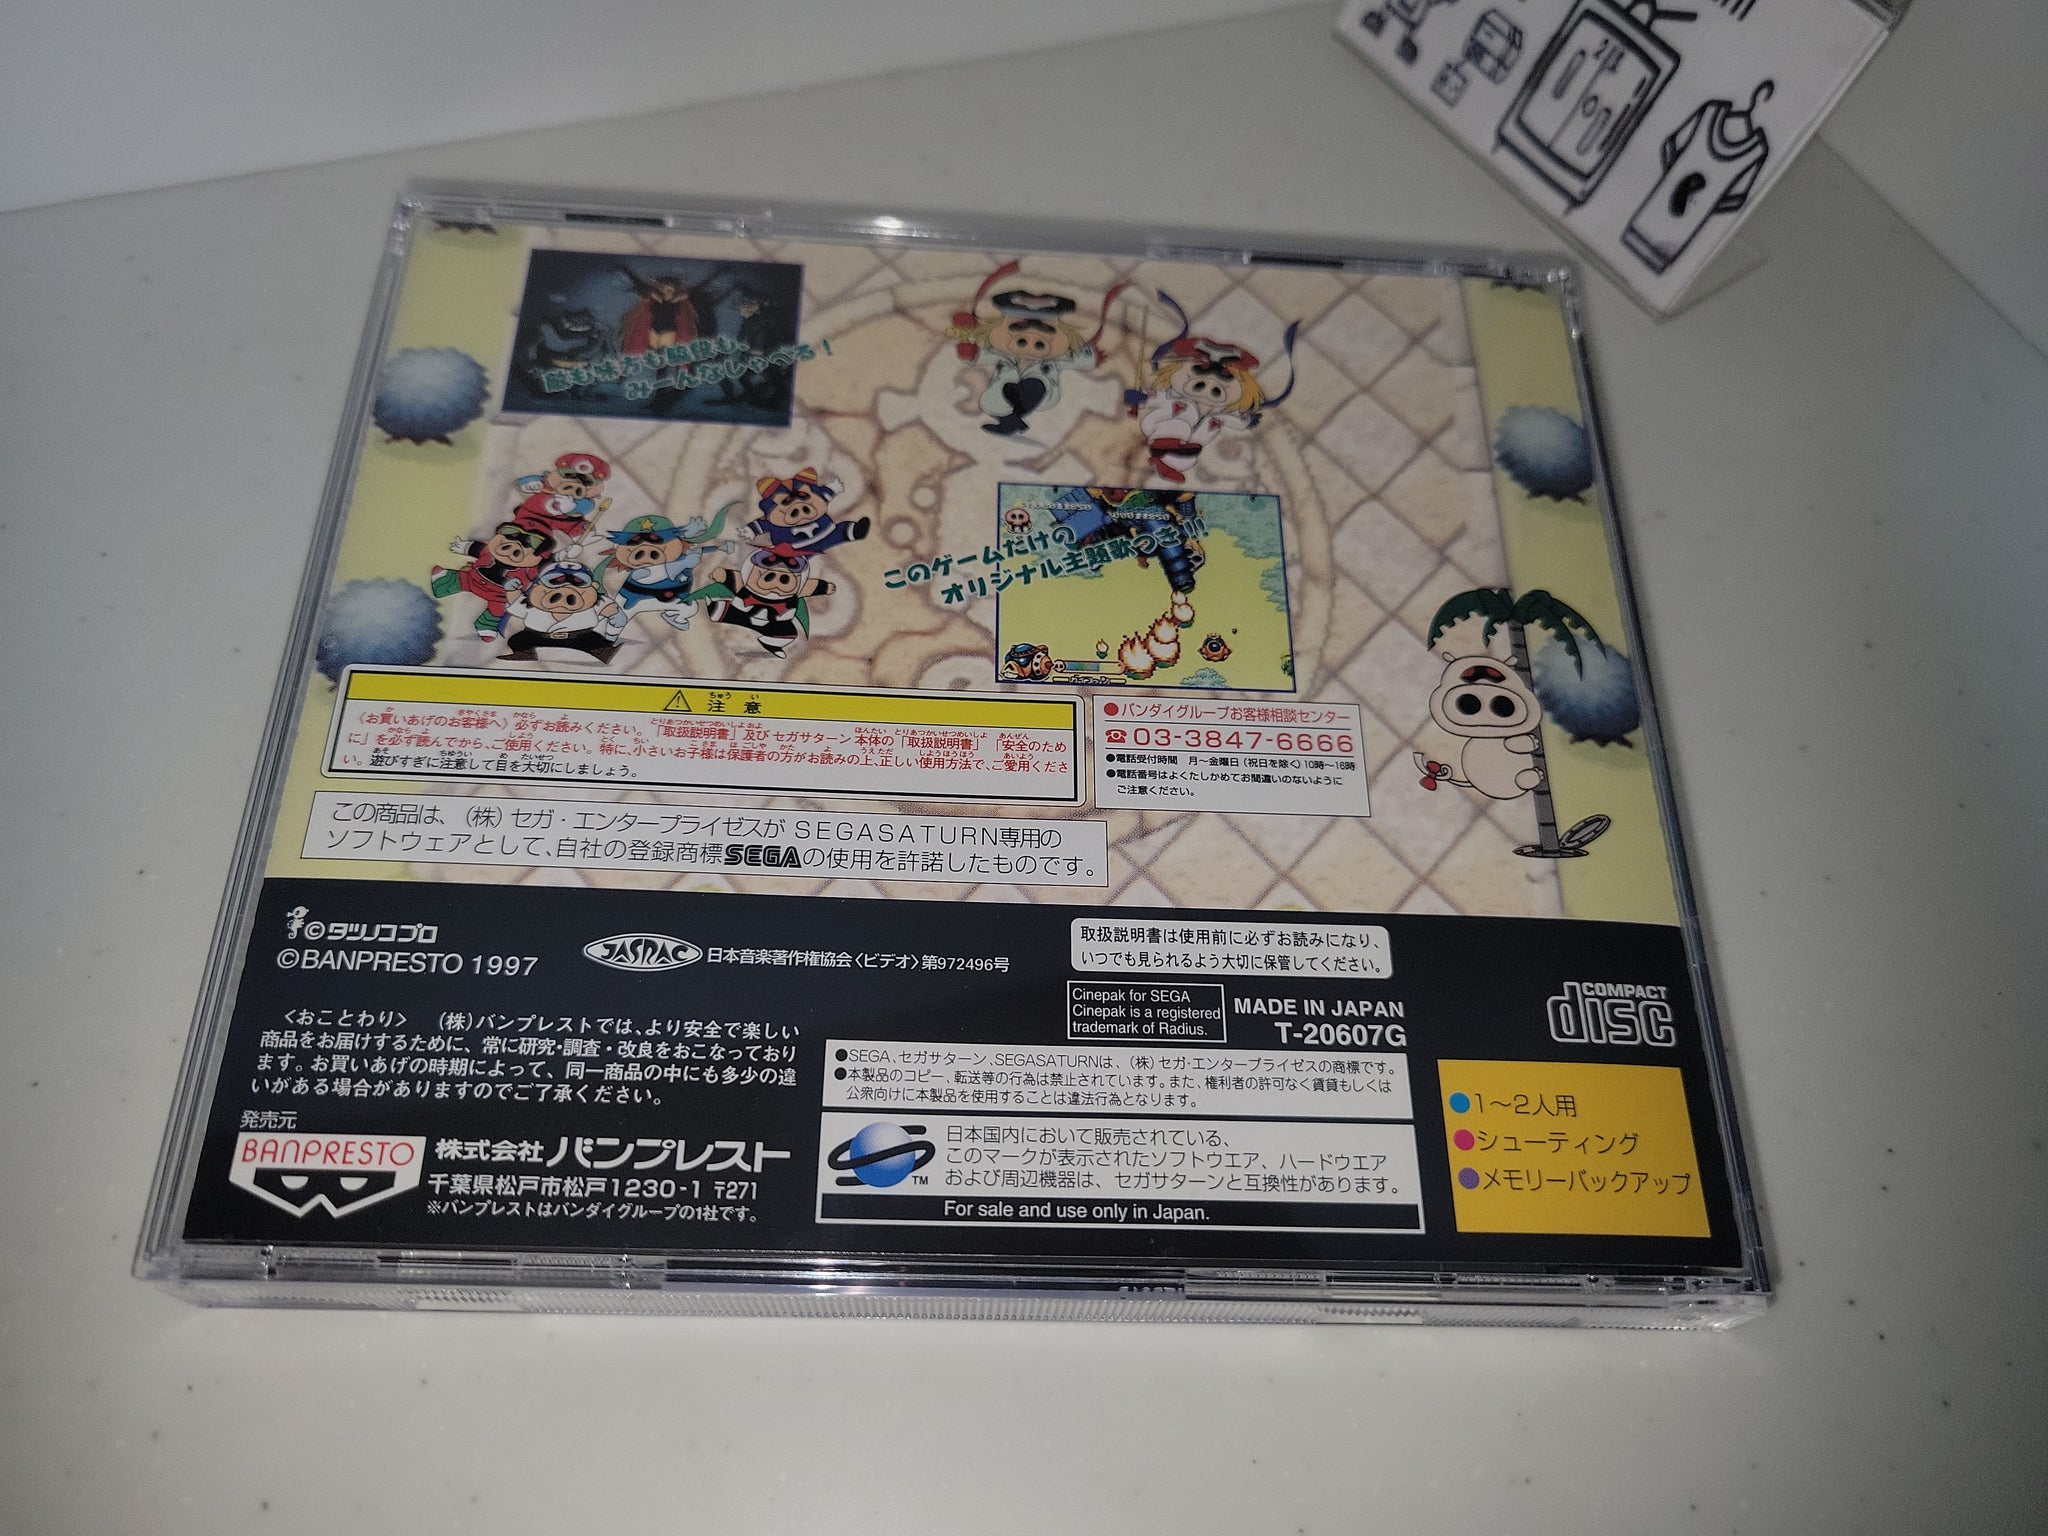 敵も味方も脇役も、
みーんなしゃべる!
このゲームだけの
オリジナル主題歌つき!!!
注意
ちゅう い
《お買いあげのお客様へ》必ずお読みください。「取扱説明書」及び セガサターン本体の「取扱説明書」「安全のため
に」を必ず読んでから、ご使用ください。特に、小さいお子様は保護者の方がお読みの上、正しい使用方法で、ご愛用くださ
い。遊びすぎに注意して目を大切にしましょう。
●バンダイグループお客様相談センター
☎03-3847-6666
●電話受付時間 月〜金曜日(祝日を除く)10時〜16時
●電話番号はよくたしかめてお間違いのないように
ご注意ください。
この商品は、(株)セガ・エンタープライゼスが SEGASATURN専用の
ソフトウェアとして、自社の登録商標SEGAの使用を許諾したものです。
©タツノコプロ
©BANPRESTO 1997
JASRAC 日本音楽著作権協会〈ビデオ〉第972496号
取扱説明書は使用前に必ずお読みになり、
いつでも見られるよう大切に保管してください。
Cinepak for SEGA
Cinepak is a registered
trademark of Radius.
MADE IN JAPAN
T-20607G
COMPACT
disc
〈おことわり〉 (株)バンプレストでは、より安全で楽しい
商品をお届けするために、常に研究・調査・改良をおこなっており
ます。お買いあげの時期によって、同一商品の中にも多少の違
いがある場合がありますのでご了承ください。
●SEGA、セガサターン、SEGASATURNは、(株)セガ・エンタープライゼスの商標です。
●本製品のコピー、転送等の行為は禁止されています。また、権利者の許可なく賃貸もしくは
公衆向けに本製品を使用することは違法行為となります。
発売元
BANPRESTO
株式会社 バンプレスト
千葉県松戸市松戸1230-1 〒271
※バンプレストはバンダイグループの1社です。
TM
日本国内において販売されている、
このマークが表示されたソフトウエア、ハードウエア
および周辺機器は、セガサターンと互換性があります。
For sale and use only in Japan.
●1〜2人用
●シューティング
●メモリーバックアップ